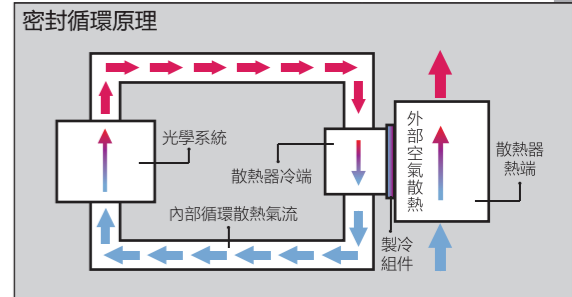 密封循環原理
光學系統
散熱器冷端
內部循環散熱氣流
外
部
空
氣
散
熱
製冷
組件
散熱器
熱端